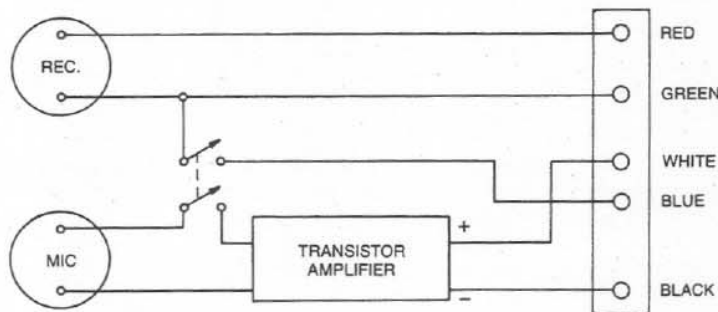 REC.
RED
GREEN
WHITE
BLUE
MIC
TRANSISTOR
AMPLIFIER
+
−
BLACK